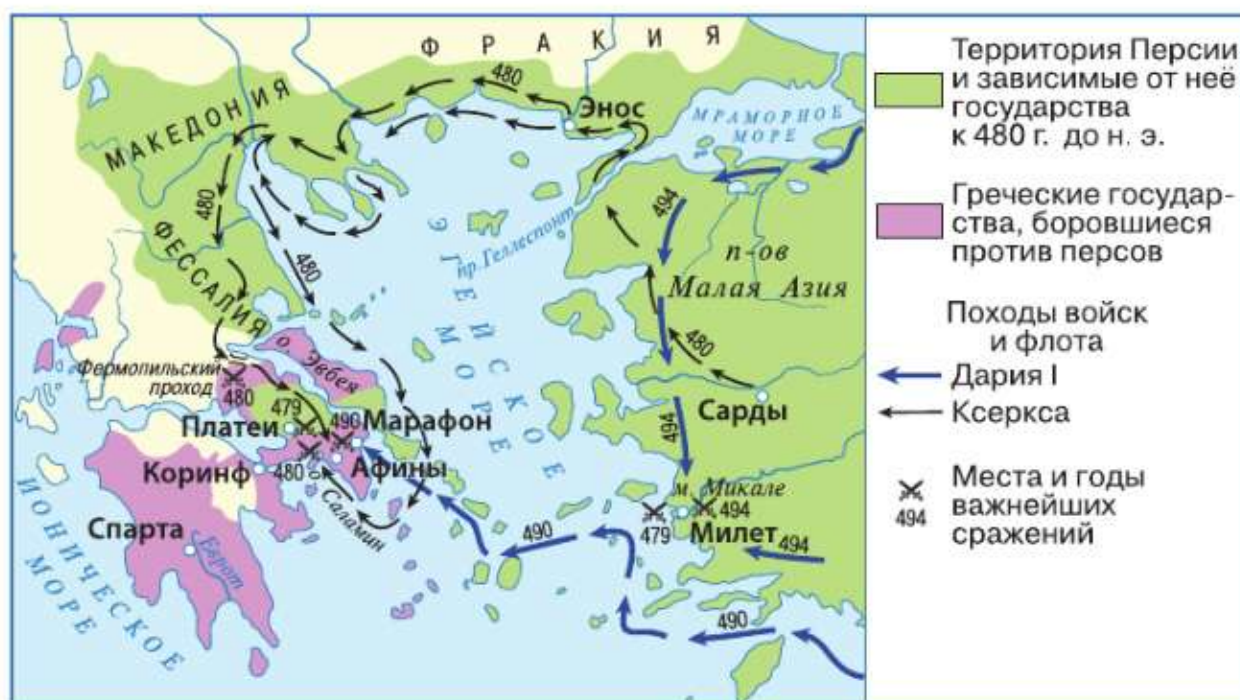 ФРАКИЯ
480
Энос
МРАМОРНОЕ
МОРЕ
МАКЕДОНИЯ
480
ФЕССАЛИЯ
480
пр. Геллеспонт
494
п-ов
Малая Азия
ЭГЕЙСКОЕ
МОРЕ
480
Сарды
о. Эвбея
Фермопильский
проход
480
479
490
Марафон
Платеи
Афины
Коринф
480
о. Саламин
494
м. Микале
494
479
Милет
494
Спарта
Еврот
490
490
ИОНИЧЕСКОЕ
МОРЕ
Территория Персии
и зависимые от неё
государства
к 480 г. до н. э.
Греческие государ-
ства, боровшиеся
против персов
Походы войск
и флота
Дария I
Ксеркса
494
Места и годы
важнейших
сражений